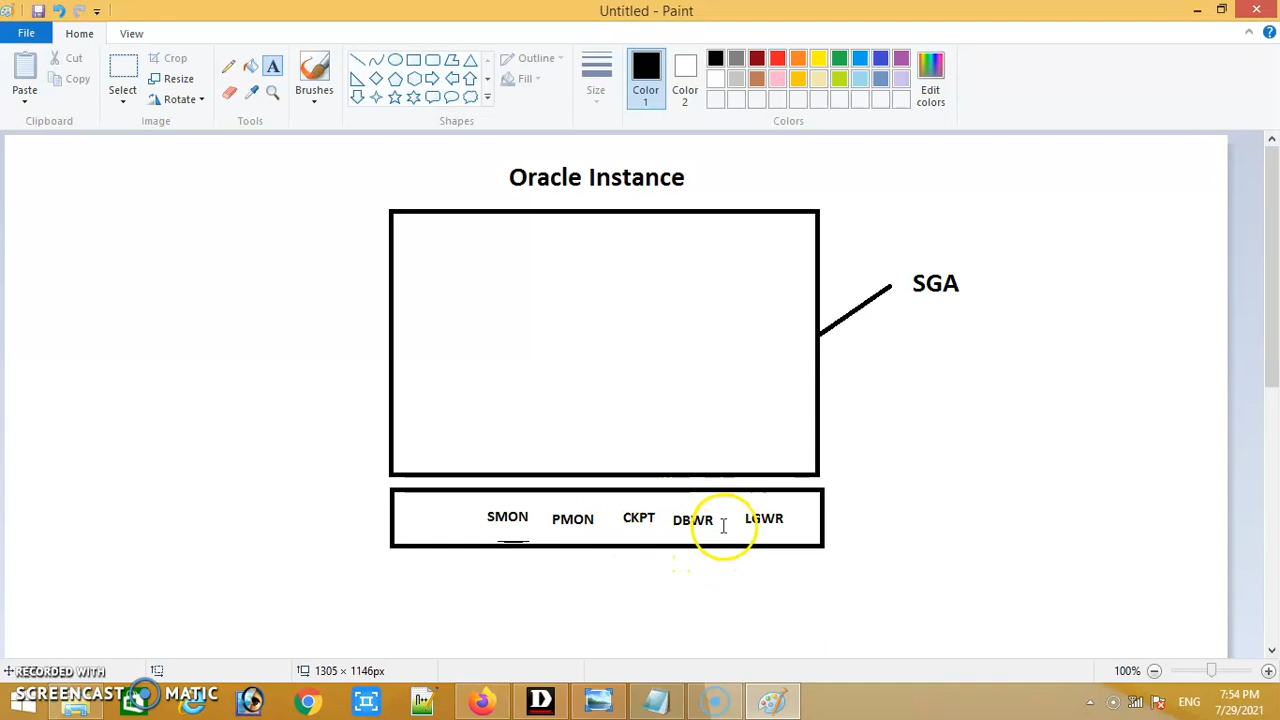 Untitled - Paint
File
Home
View
Paste
Cut
Copy
Clipboard
Select
Crop
Resize
Rotate
Image
A
Tools
Brushes
Outline
Fill
Shapes
Size
Color 1
Color 2
Edit colors
Colors
Oracle Instance
SGA
SMON PMON CKPT DBWR LGWR
1305 × 1146px
100%
RECORDED WITH
SCREENCAST MATIC
ENG
7:54 PM
7/29/2021